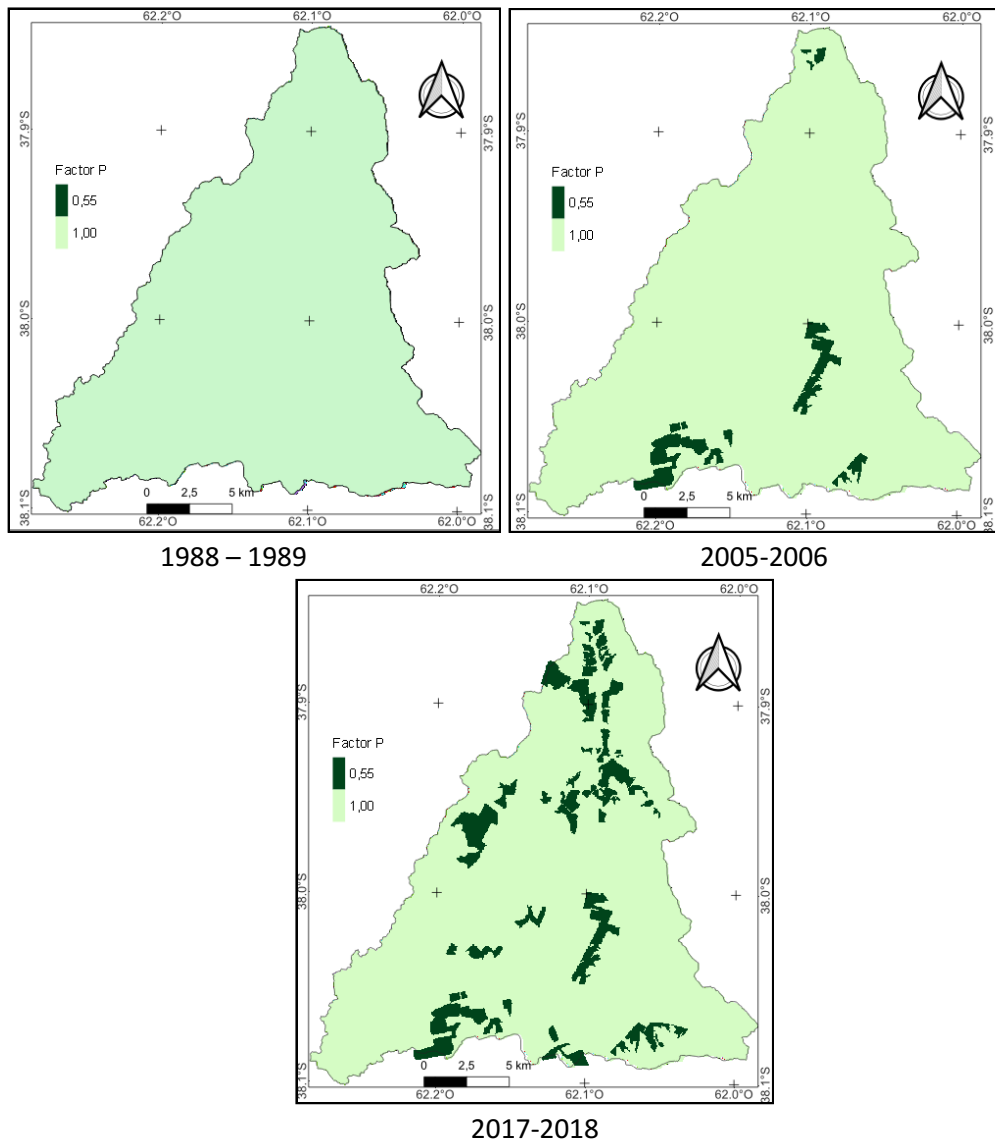 62.2°O 62.1°O 62.0°O
37.9°S
37.9°S
Factor P
0,55
1,00
38.0°S
38.0°S
0 2,5 5 km
38.1°S
38.1°S
62.2°O 62.1°O 62.0°O
1988 – 1989
62.2°O 62.1°O 62.0°O
37.9°S
37.9°S
Factor P
0,55
1,00
38.0°S
38.0°S
0 2,5 5 km
38.1°S
38.1°S
62.2°O 62.1°O 62.0°O
2005-2006
62.2°O 62.1°O 62.0°O
37.9°S
37.9°S
Factor P
0,55
1,00
38.0°S
38.0°S
0 2,5 5 km
38.1°S
38.1°S
62.2°O 62.1°O 62.0°O
2017-2018